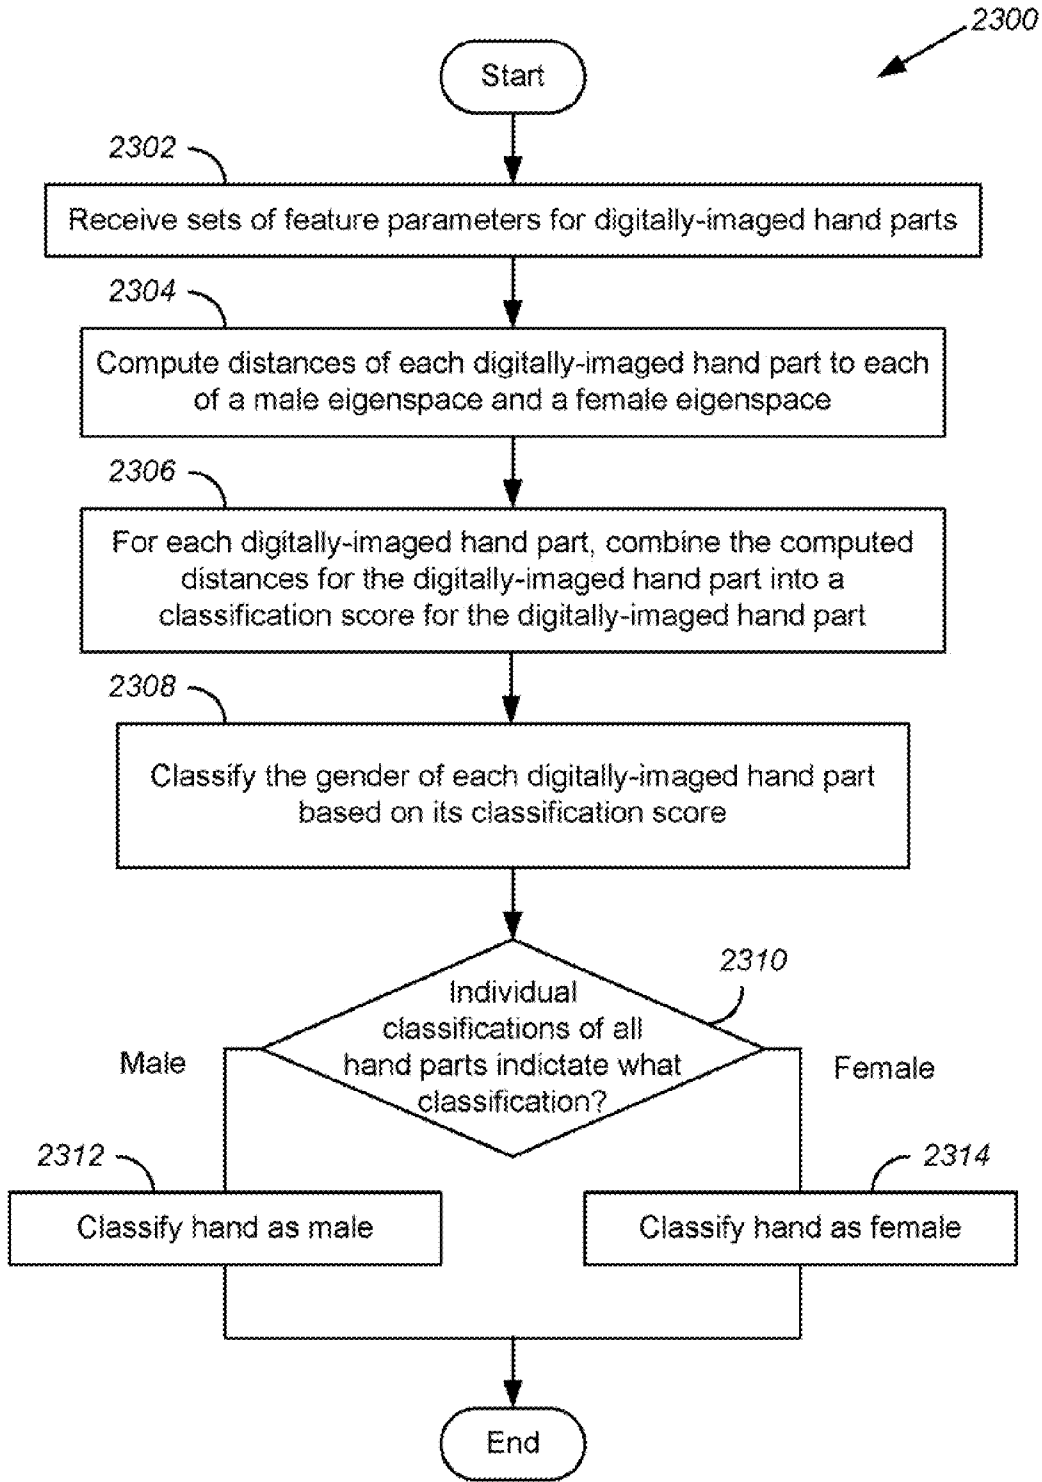 2300
Start
2302
Receive sets of feature parameters for digitally-imaged hand parts
2304
Compute distances of each digitally-imaged hand part to each
of a male eigenspace and a female eigenspace
2306
For each digitally-imaged hand part, combine the computed
distances for the digitally-imaged hand part into a
classification score for the digitally-imaged hand part
2308
Classify the gender of each digitally-imaged hand part
based on its classification score
2310
Individual
classifications of all
hand parts indictate what
classification?
Male
Female
2312
2314
Classify hand as male
Classify hand as female
End